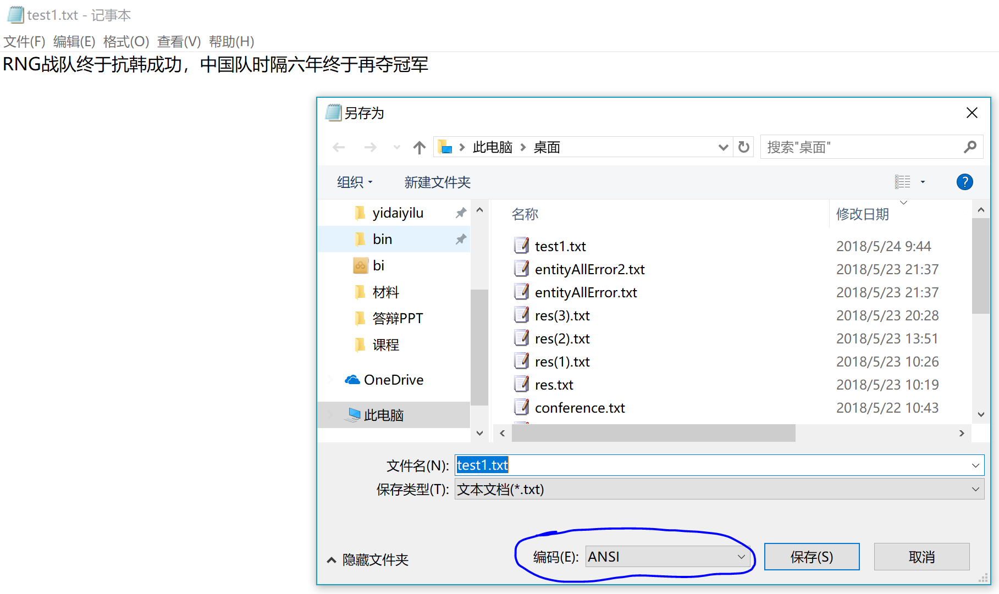 test1.txt - 记事本
文件(F) 编辑(E) 格式(O) 查看(V) 帮助(H)
RNG战队终于抗韩成功，中国队时隔六年终于再夺冠军
另存为
此电脑 桌面
搜索"桌面"
组织 新建文件夹
?
yidaiyilu
bin
bi
材料
答辩PPT
课程
OneDrive
此电脑
名称 修改日期
test1.txt 2018/5/24 9:44
entityAllError2.txt 2018/5/23 21:37
entityAllError.txt 2018/5/23 21:37
res(3).txt 2018/5/23 20:28
res(2).txt 2018/5/23 13:51
res(1).txt 2018/5/23 10:26
res.txt 2018/5/23 10:19
conference.txt 2018/5/22 10:43
文件名(N): test1.txt
保存类型(T): 文本文档(*.txt)
隐藏文件夹 编码(E): ANSI 保存(S) 取消